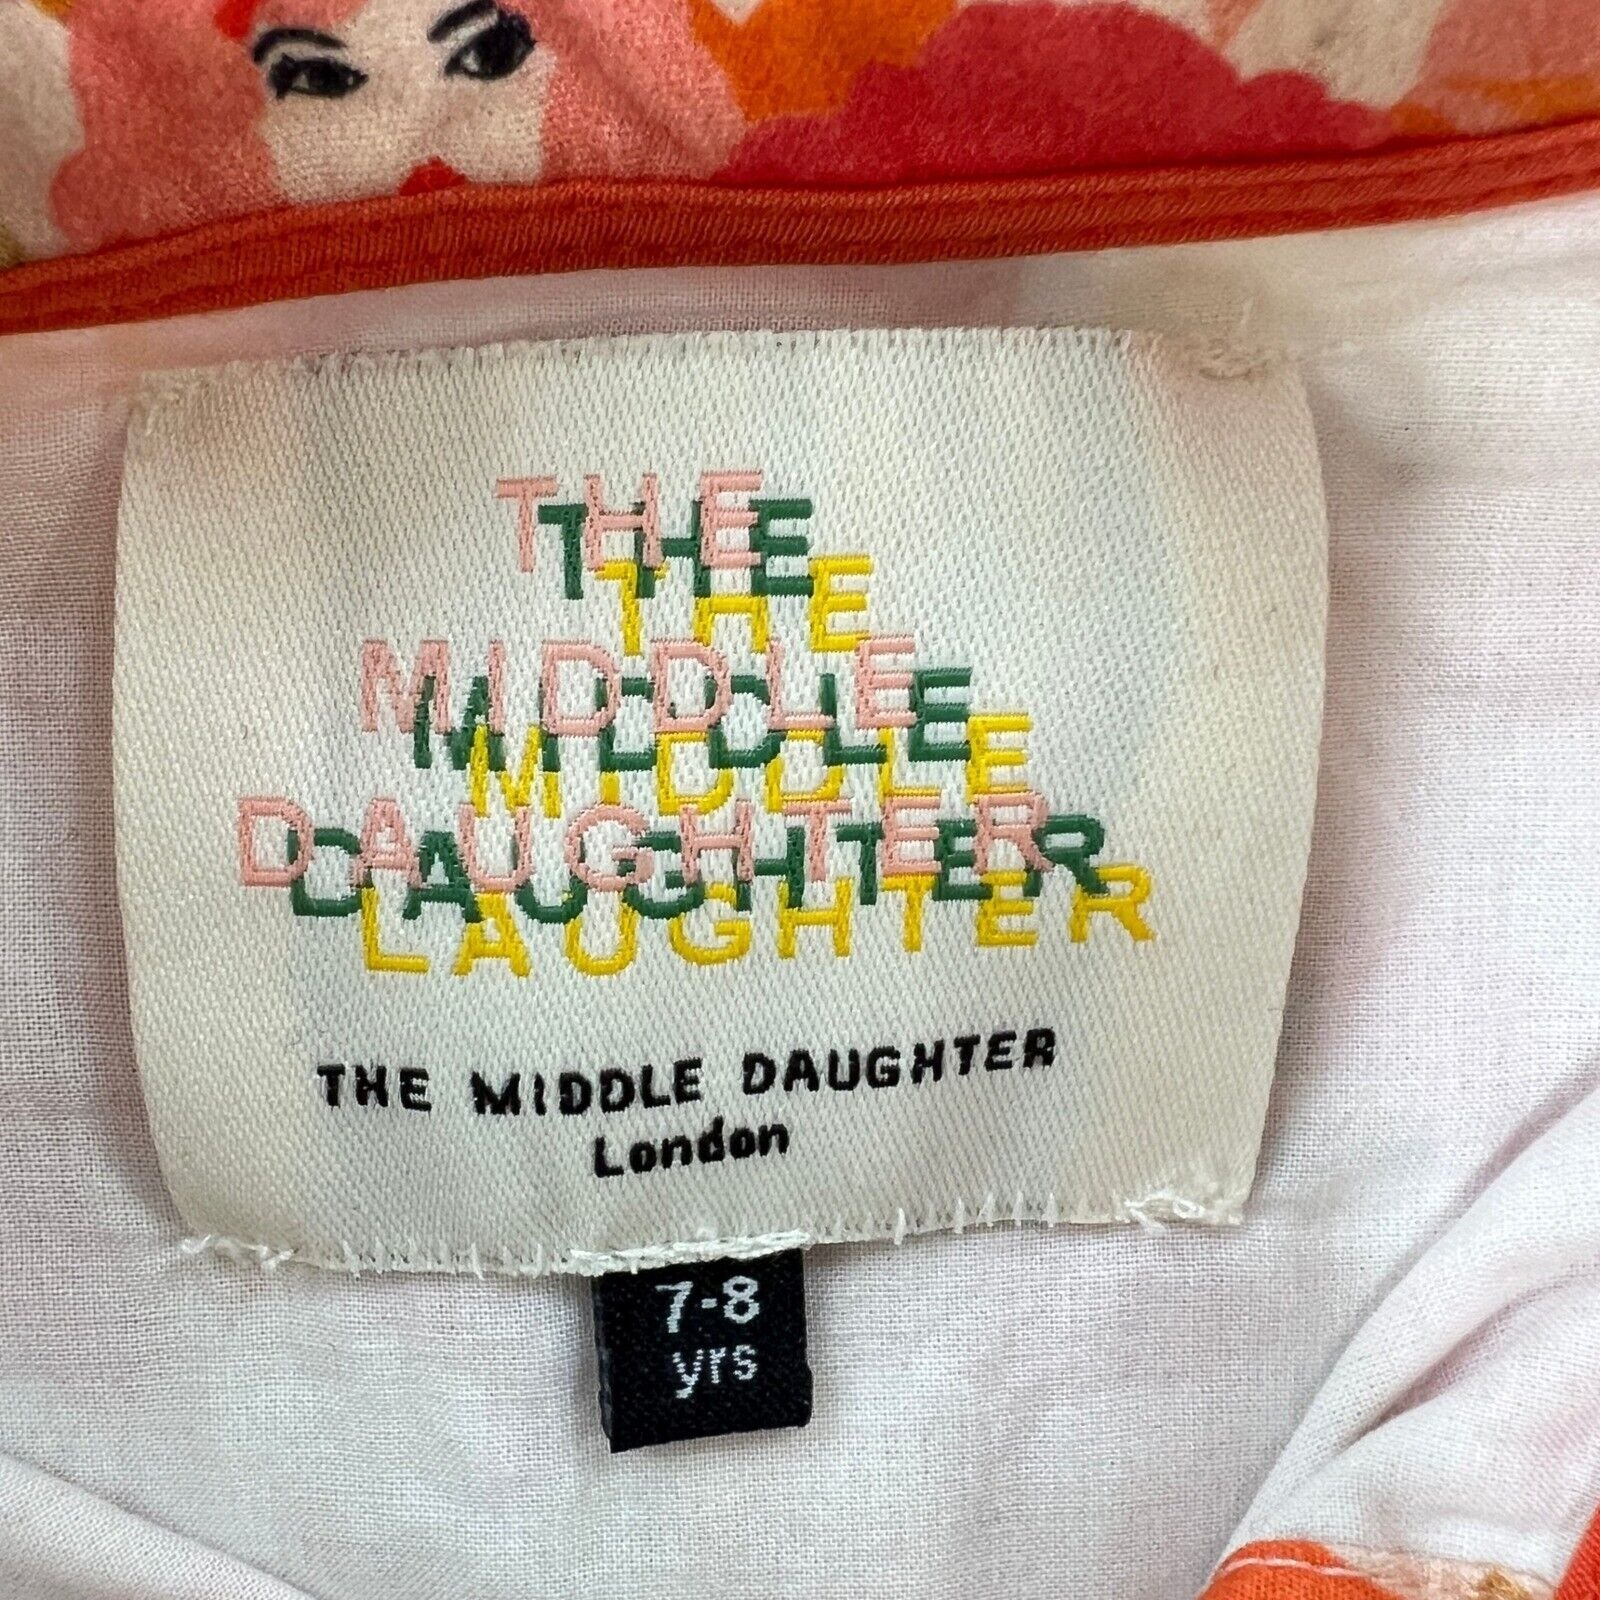 THE
THE
THE
MIDDLE
MIDDLE
MIDDLE
DAUGHTER
DAUGHTER
LAUGHTER
THE MIDDLE DAUGHTER
London
7-8
yrs